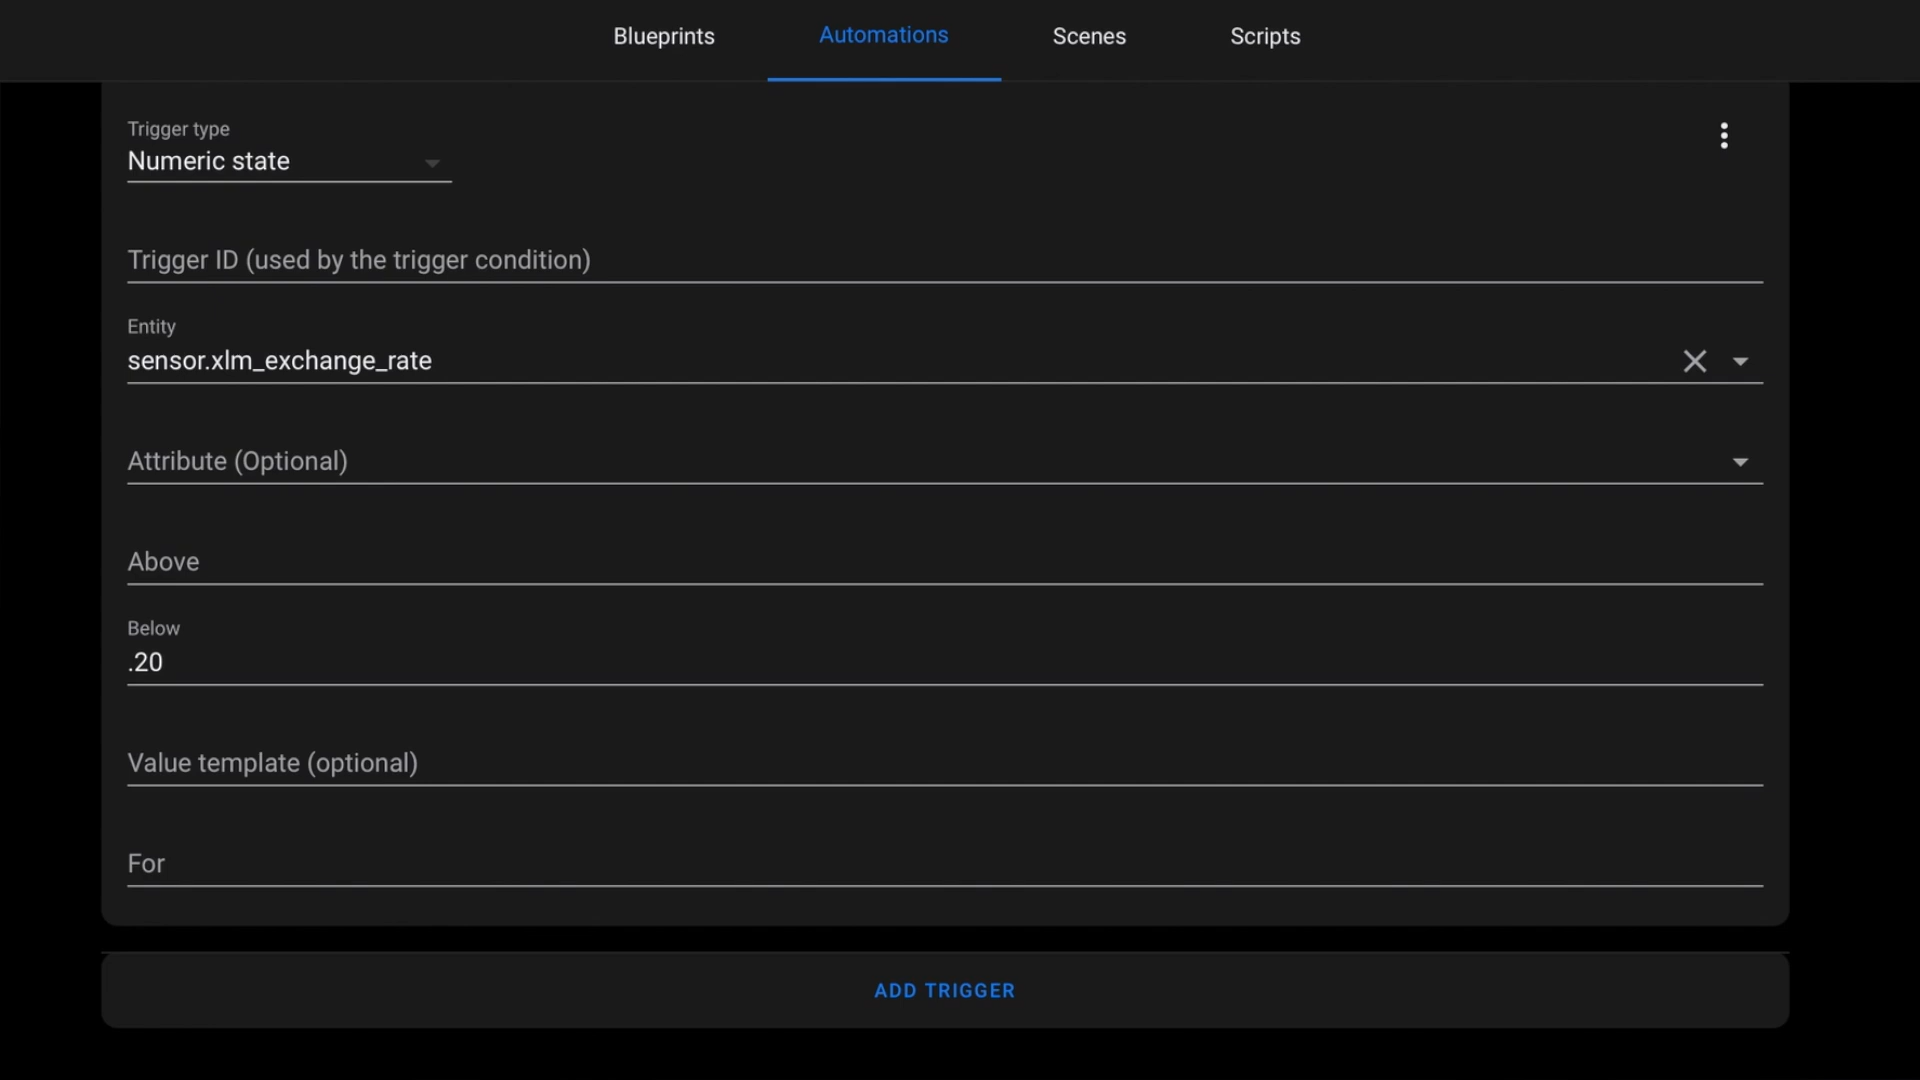 Blueprints Automations Scenes Scripts
Trigger type
Numeric state
Trigger ID (used by the trigger condition)
Entity
sensor.xlm_exchange_rate
Attribute (Optional)
Above
Below
.20
Value template (optional)
For
ADD TRIGGER